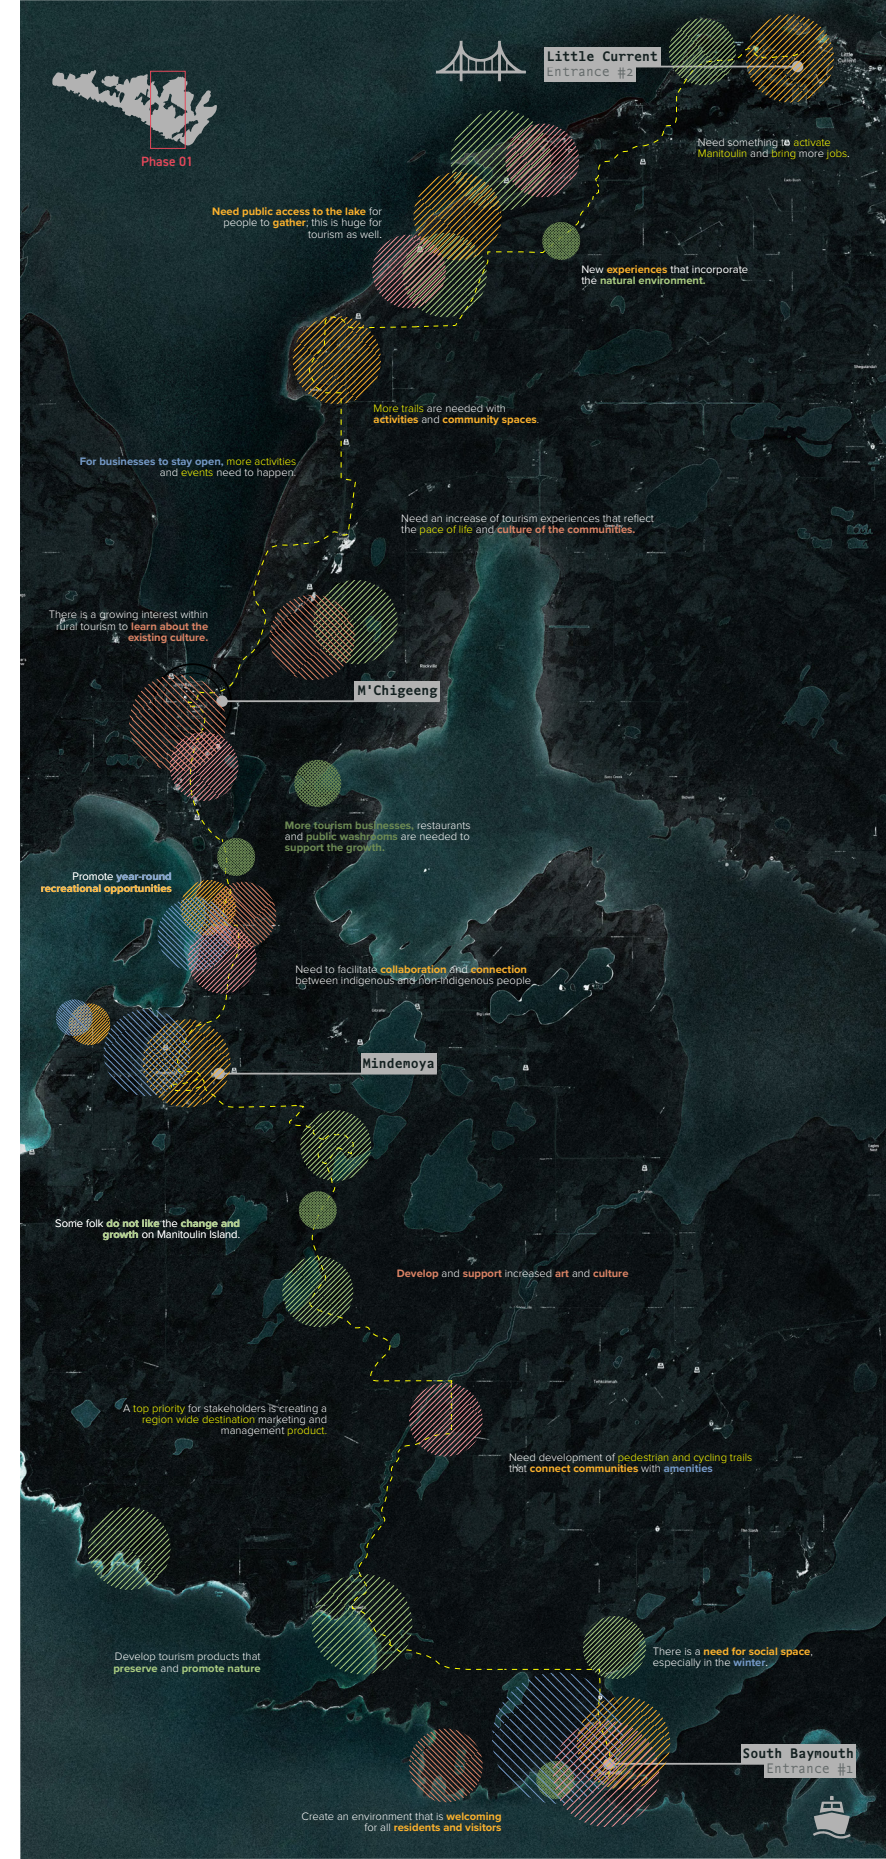 Little Current
Entrance #2
Little
Current
Phase 01
Need something to activate
Manitoulin and bring more jobs.
Need public access to the lake for
people to gather; this is huge for
tourism as well.
New experiences that incorporate
the natural environment.
More trails are needed with
activities and community spaces.
For businesses to stay open, more activities
and events need to happen.
Need an increase of tourism experiences that reflect
the pace of life and culture of the communities.
There is a growing interest within
rural tourism to learn about the
existing culture.
Rockville
M'Chigeeng
More tourism businesses, restaurants
and public washrooms are needed to
support the growth.
Promote year-round
recreational opportunities
Need to facilitate collaboration and connection
between indigenous and non-indigenous people
Big Lake
Mindemoya
Some folk do not like the change and
growth on Manitoulin Island.
Develop and support increased art and culture
Tehkummah
A top priority for stakeholders is creating a
region wide destination marketing and
management product.
Need development of pedestrian and cycling trails
that connect communities with amenities
The Slash
Develop tourism products that
preserve and promote nature
There is a need for social space,
especially in the winter.
South Baymouth
Entrance #1
Create an environment that is welcoming
for all residents and visitors